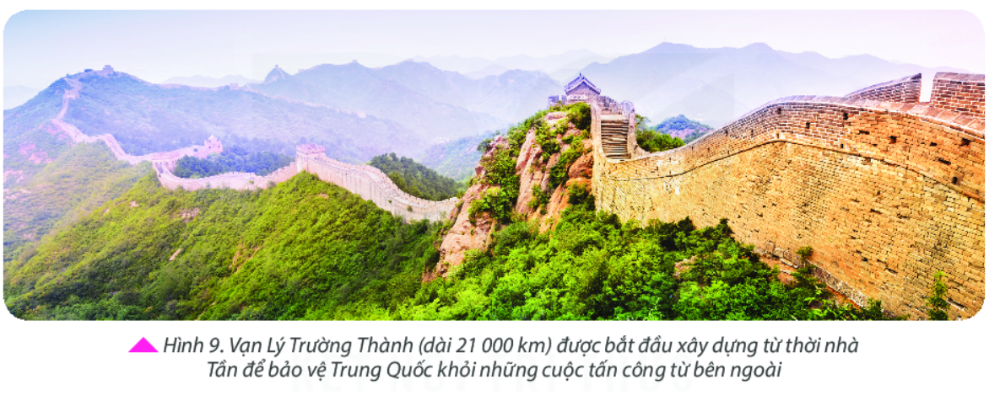 Hình 9. Vạn Lý Trường Thành (dài 21 000 km) được bắt đầu xây dựng từ thời nhà
Tần để bảo vệ Trung Quốc khỏi những cuộc tấn công từ bên ngoài